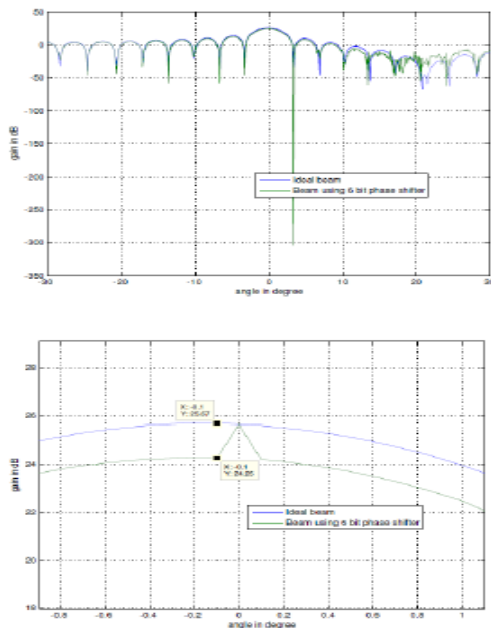 50
0
-50
-100
-150
-200
-250
-300
-350
gain in dB
Ideal beam
Beam using 6 bit phase shifter
-30
-20
-10
0
10
20
30
angle in degree
28
26
24
22
20
18
gain in dB
X: -0.1
Y: 25.67
X: -0.1
Y: 24.25
Ideal beam
Beam using 6 bit phase shifter
-0.8
-0.6
-0.4
-0.2
0
0.2
0.4
0.6
0.8
1
angle in degree